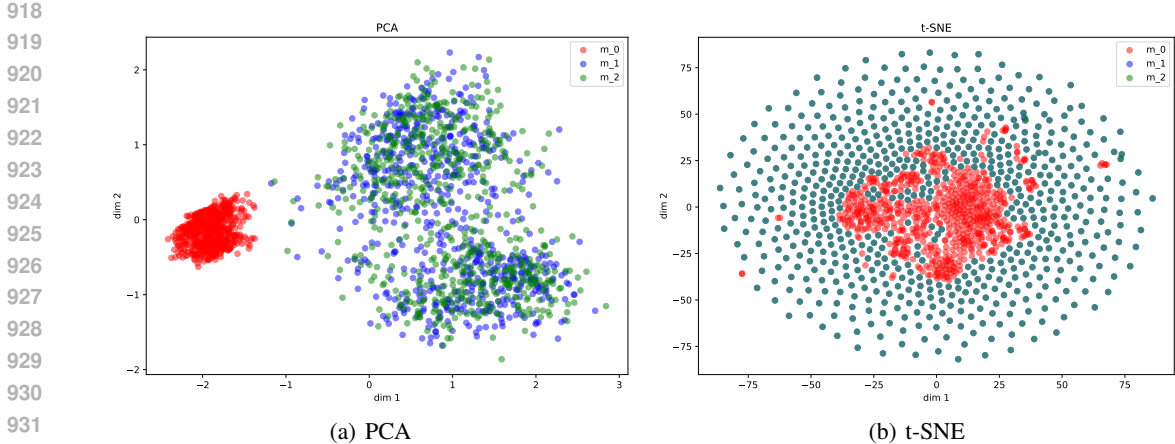 918
919
920
921
922
923
924
925
926
927
928
929
930
931
PCA
m_0
m_1
m_2
2
1
0
−1
−2
dim 2
−2
−1
0
1
2
3
dim 1
(a) PCA
t-SNE
m_0
m_1
m_2
75
50
25
0
−25
−50
−75
dim 2
−75
−50
−25
0
25
50
75
dim 1
(b) t-SNE